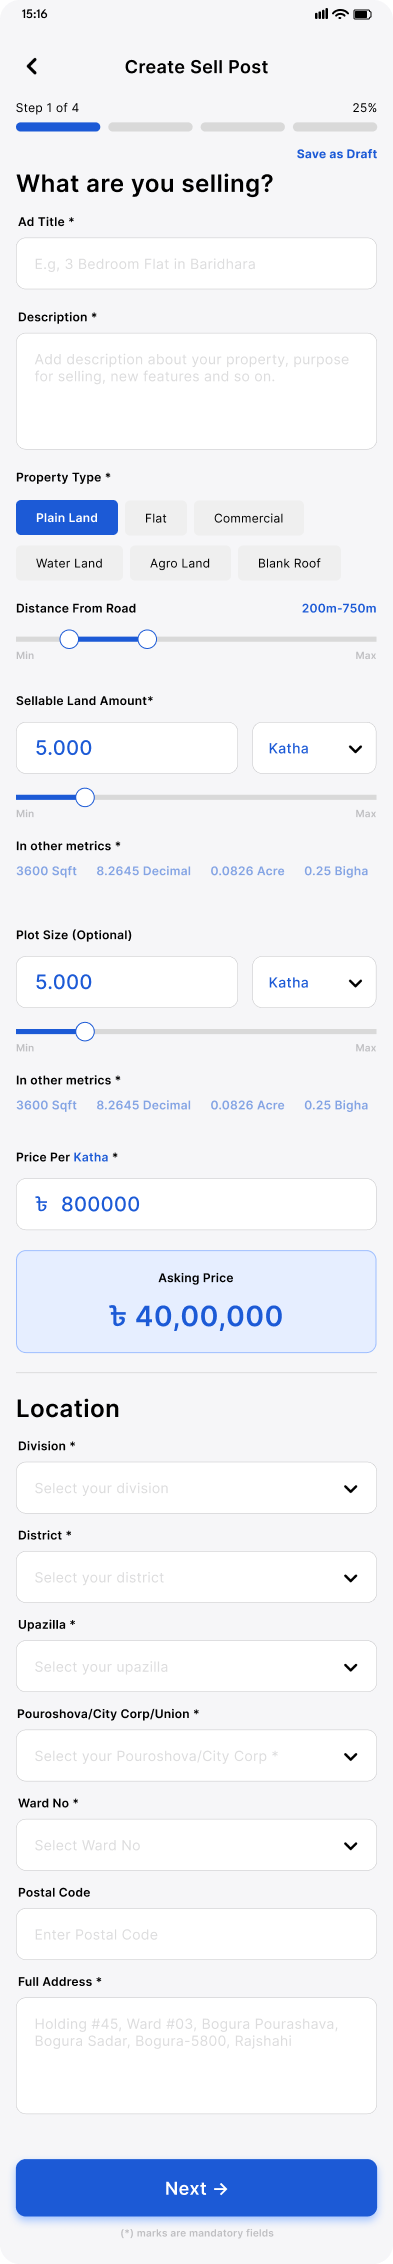 15:16
Create Sell Post
Step 1 of 4 25%
Save as Draft
What are you selling?
Ad Title *
E.g, 3 Bedroom Flat in Baridhara
Description *
Add description about your property, purpose
for selling, new features and so on.
Property Type *
Plain Land Flat Commercial
Water Land Agro Land Blank Roof
Distance From Road 200m-750m
Min Max
Sellable Land Amount*
5.000 Katha
Min Max
In other metrics *
3600 Sqft 8.2645 Decimal 0.0826 Acre 0.25 Bigha
Plot Size (Optional)
5.000 Katha
Min Max
In other metrics *
3600 Sqft 8.2645 Decimal 0.0826 Acre 0.25 Bigha
Price Per Katha *
৳ 800000
Asking Price
৳ 40,00,000
Location
Division *
Select your division
District *
Select your district
Upazilla *
Select your upazilla
Pouroshova/City Corp/Union *
Select your Pouroshova/City Corp *
Ward No *
Select Ward No
Postal Code
Enter Postal Code
Full Address *
Holding #45, Ward #03, Bogura Pourashava,
Bogura Sadar, Bogura-5800, Rajshahi
Next →
(*) marks are mandatory fields